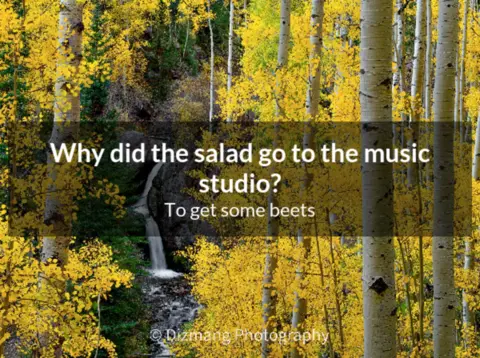 Why did the salad go to the music
studio?
To get some beets
© Dizmang Photography